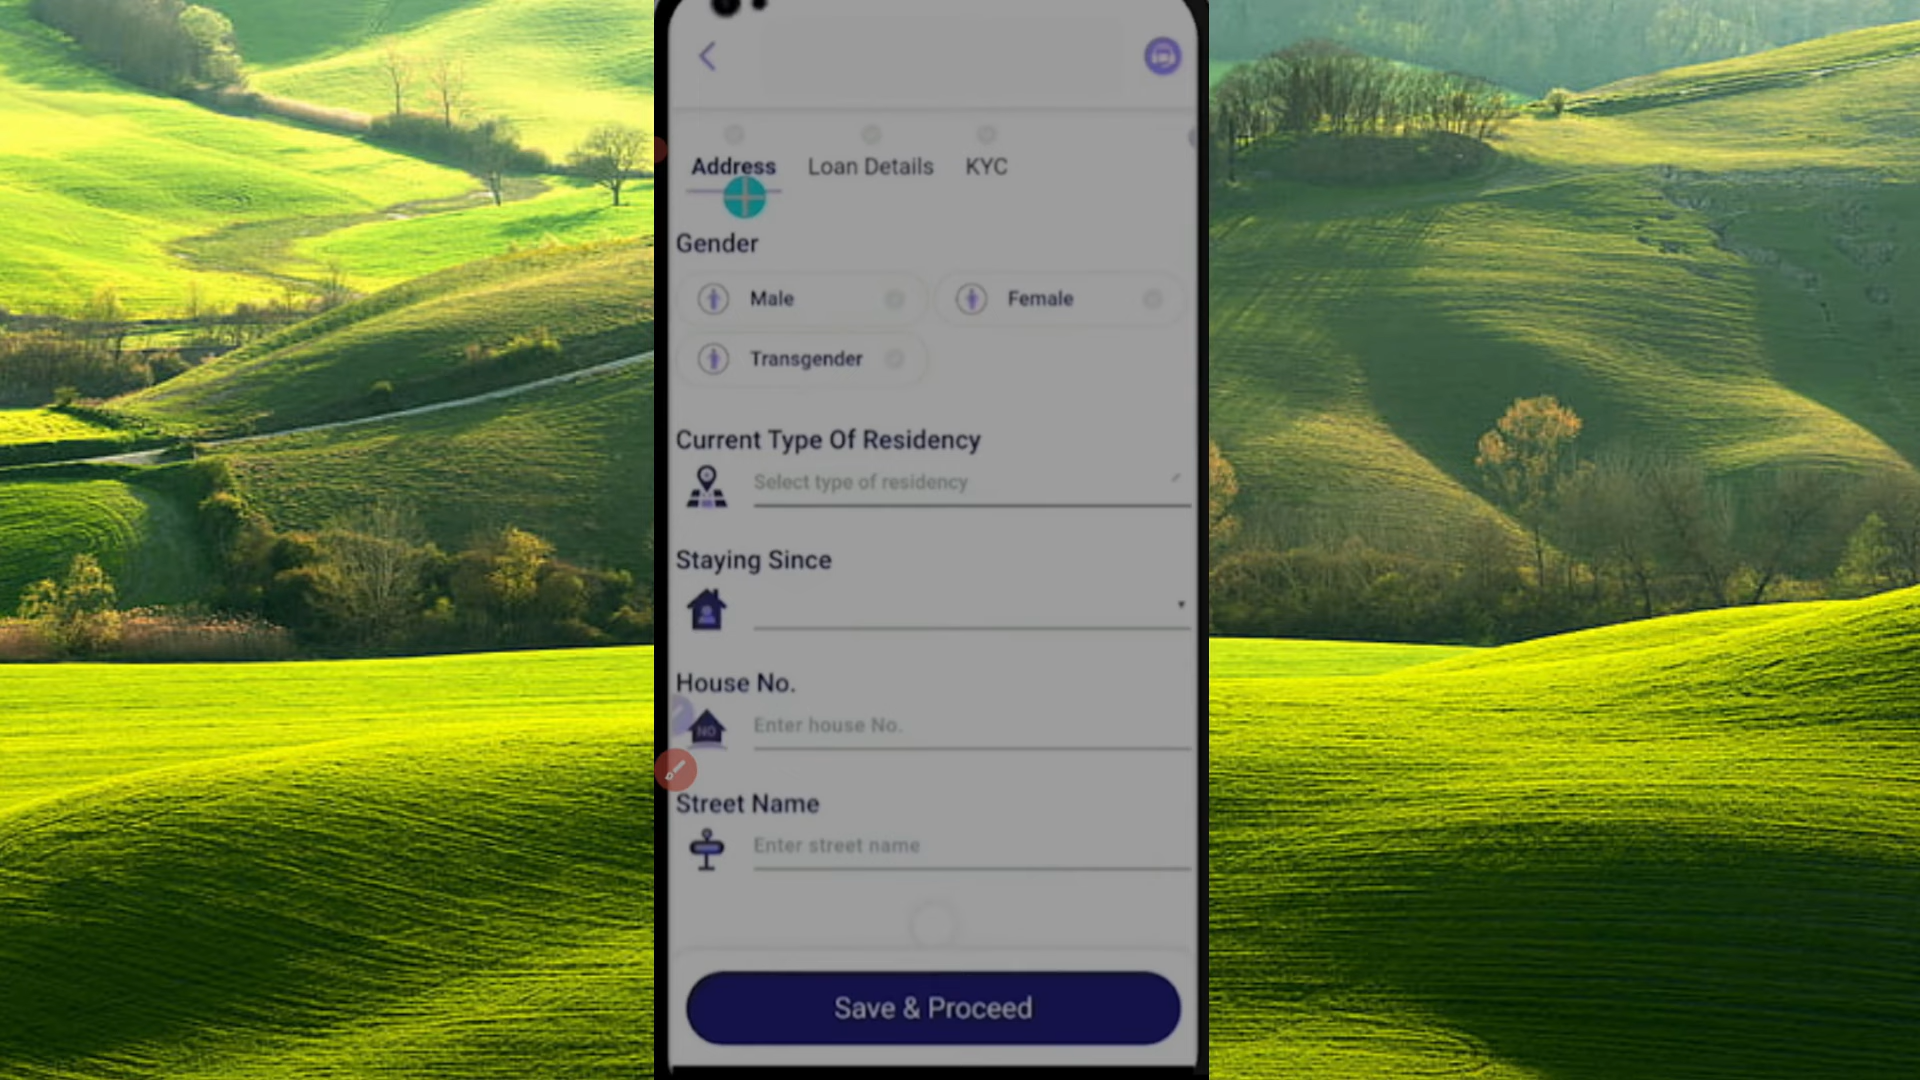 Address Loan Details KYC
Gender
Male Female
Transgender
Current Type Of Residency
Select type of residency
Staying Since
House No.
NO
Enter house No.
Street Name
Enter street name
Save & Proceed